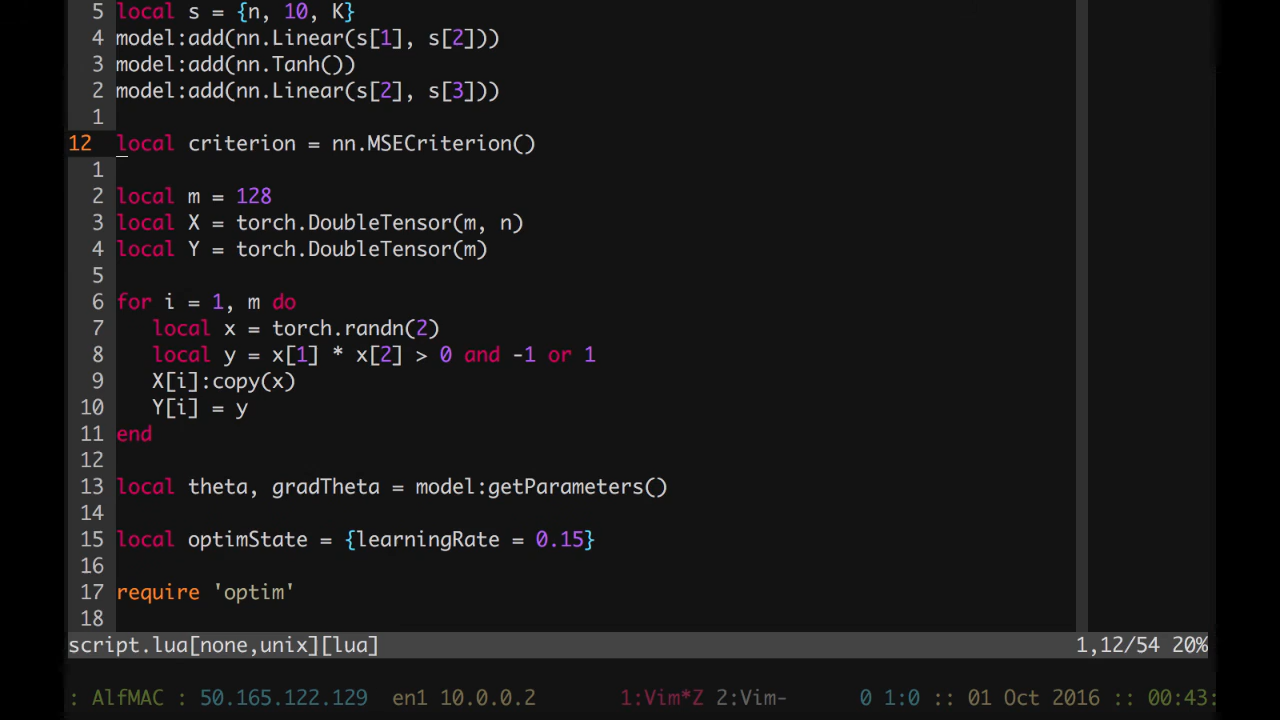 5 local s = {n, 10, K}
4 model:add(nn.Linear(s[1], s[2]))
3 model:add(nn.Tanh())
2 model:add(nn.Linear(s[2], s[3]))
1
12 local criterion = nn.MSECriterion()
1
2 local m = 128
3 local X = torch.DoubleTensor(m, n)
4 local Y = torch.DoubleTensor(m)
5
6 for i = 1, m do
7    local x = torch.randn(2)
8    local y = x[1] * x[2] > 0 and -1 or 1
9    X[i]:copy(x)
10    Y[i] = y
11 end
12
13 local theta, gradTheta = model:getParameters()
14
15 local optimState = {learningRate = 0.15}
16
17 require 'optim'
18
script.lua[none,unix][lua] 1,12/54 20%
: AlfMAC : 50.165.122.129 en1 10.0.0.2 1:Vim*Z 2:Vim- 0 1:0 :: 01 Oct 2016 :: 00:43: